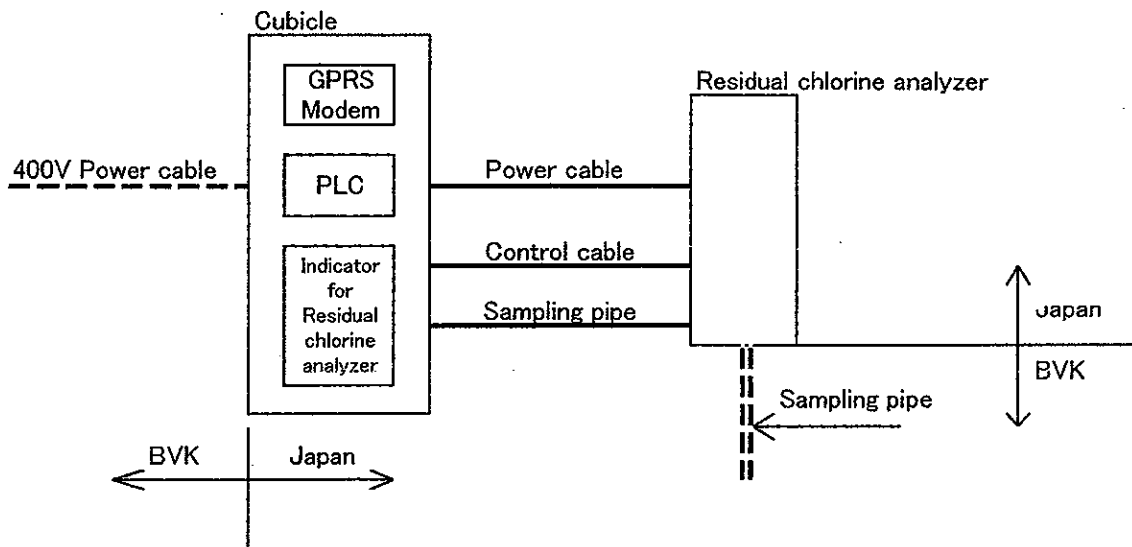 Cubicle
GPRS
Modem
Residual chlorine analyzer
400V Power cable
PLC
Power cable
Indicator
for
Residual
chlorine
analyzer
Control cable
Sampling pipe
Japan
BVK
Sampling pipe
BVK
Japan